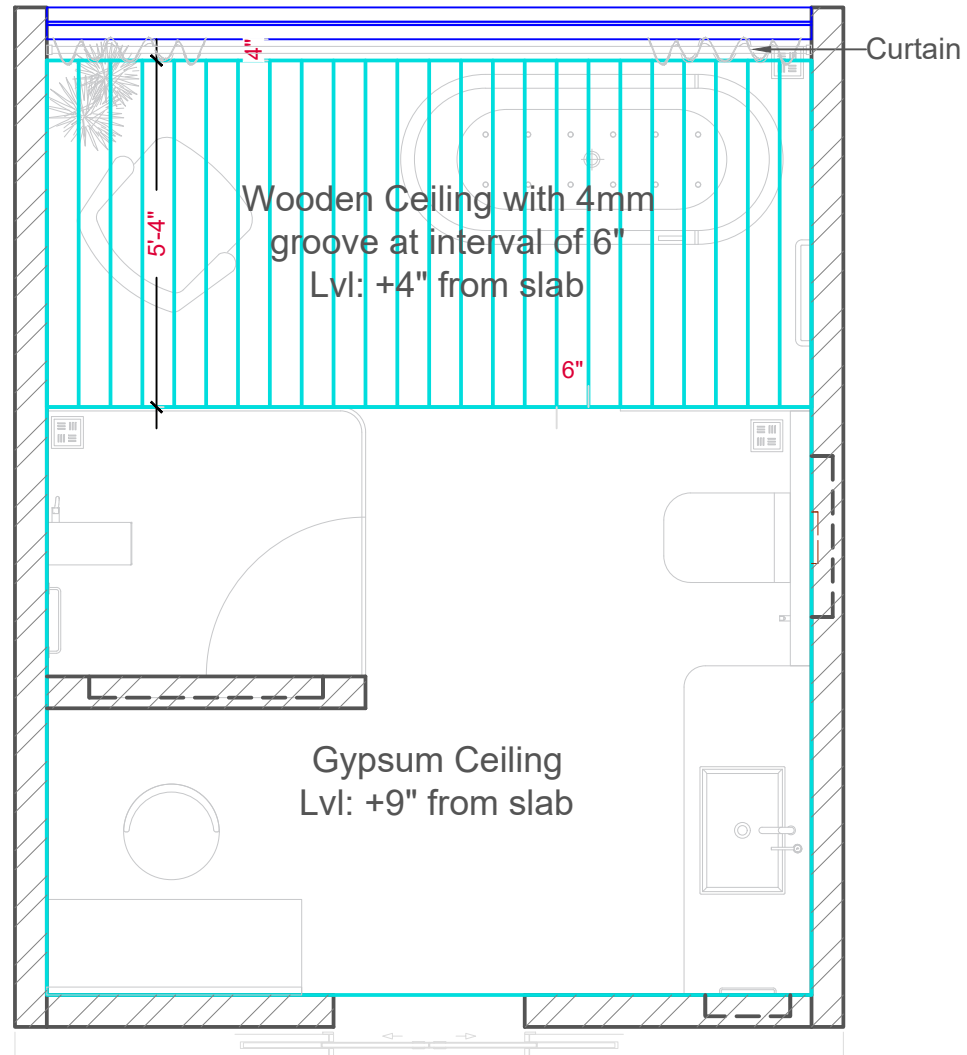 4"
Curtain
5'-4"
Wooden Ceiling with 4mm
groove at interval of 6"
Lvl: +4" from slab
6"
Gypsum Ceiling
Lvl: +9" from slab